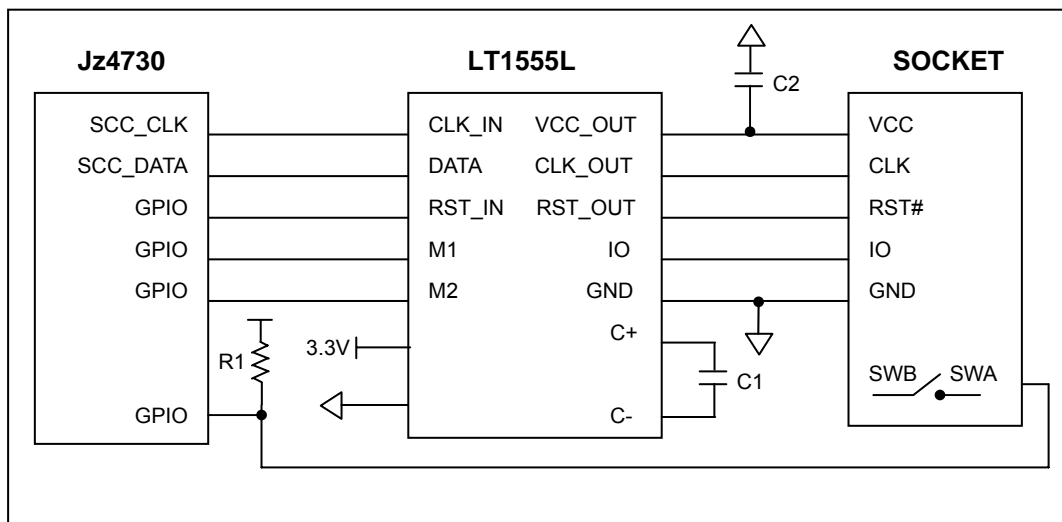 Jz4730
LT1555L
SOCKET
C2
SCC_CLK
SCC_DATA
GPIO
GPIO
GPIO
R1
GPIO
CLK_IN
DATA
RST_IN
M1
M2
3.3V
VCC_OUT
CLK_OUT
RST_OUT
IO
GND
C+
C-
C1
VCC
CLK
RST#
IO
GND
SWB
SWA